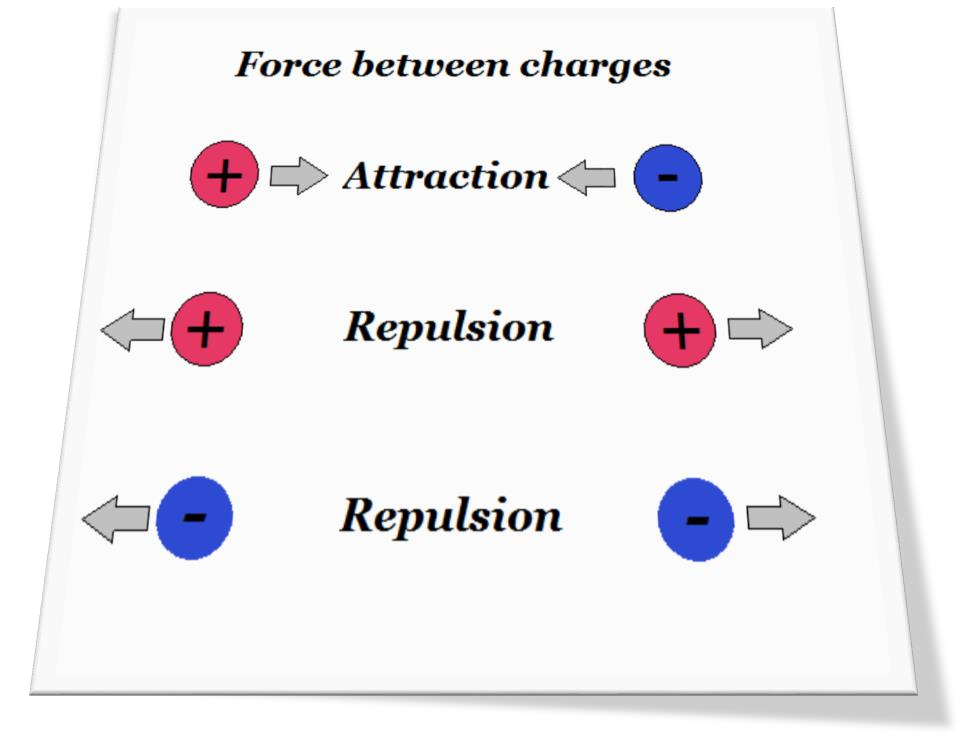 Force between charges
+ Attraction -
+ Repulsion +
- Repulsion -